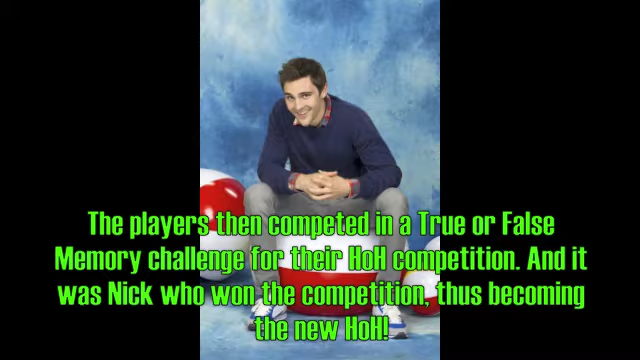 The players then competed in a True or False
Memory challenge for their HoH competition. And it
was Nick who won the competition, thus becoming
the new HoH!